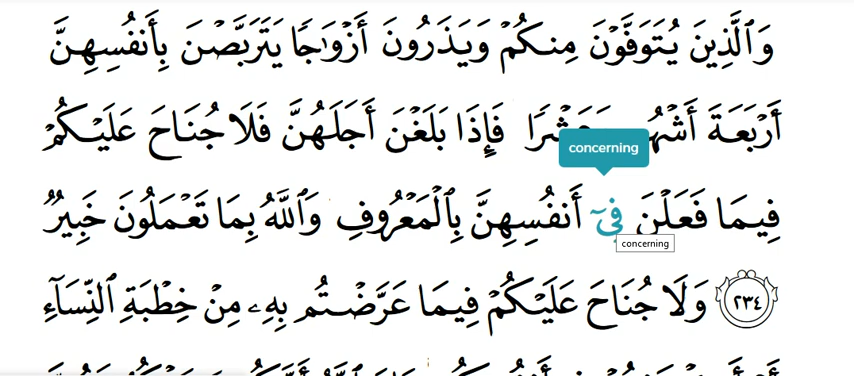 وَٱلَّذِينَ يُتَوَفَّوْنَ مِنكُمْ وَيَذَرُونَ أَزْوَٰجًا يَتَرَبَّصْنَ بِأَنفُسِهِنَّ
أَرْبَعَةَ أَشْهُرٍ وَعَشْرًا فَإِذَا بَلَغْنَ أَجَلَهُنَّ فَلَا جُنَاحَ عَلَيْكُمْ
concerning
فِيمَا فَعَلْنَ فِىٓ أَنفُسِهِنَّ بِٱلْمَعْرُوفِ وَٱللَّهُ بِمَا تَعْمَلُونَ خَبِيرٌ
concerning
٢٣٤ وَلَا جُنَاحَ عَلَيْكُمْ فِيمَا عَرَّضْتُم بِهِۦ مِنْ خِطْبَةِ ٱلنِّسَآءِ